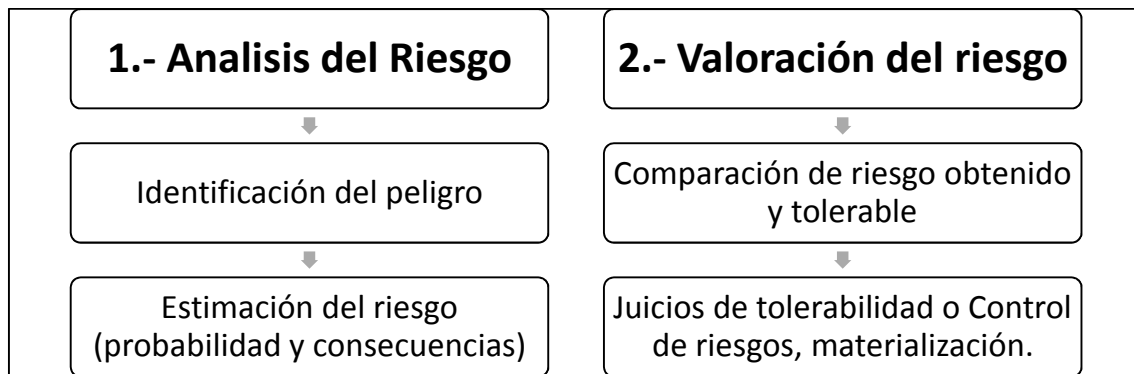 1.- Analisis del Riesgo
Identificación del peligro
Estimación del riesgo
(probabilidad y consecuencias)
2.- Valoración del riesgo
Comparación de riesgo obtenido
y tolerable
Juicios de tolerabilidad o Control
de riesgos, materialización.